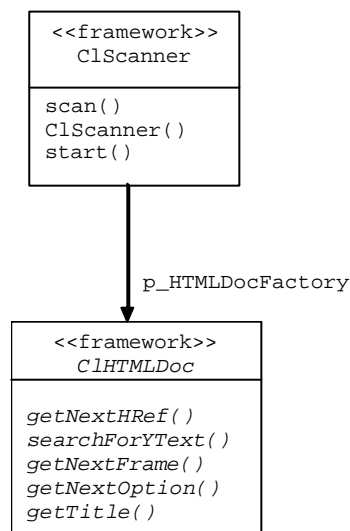 <<framework>>
ClScanner
scan()
ClScanner()
start()
p_HTMLDocFactory
<<framework>>
ClHTMLDoc
getNextHRef()
searchForYText()
getNextFrame()
getNextOption()
getTitle()